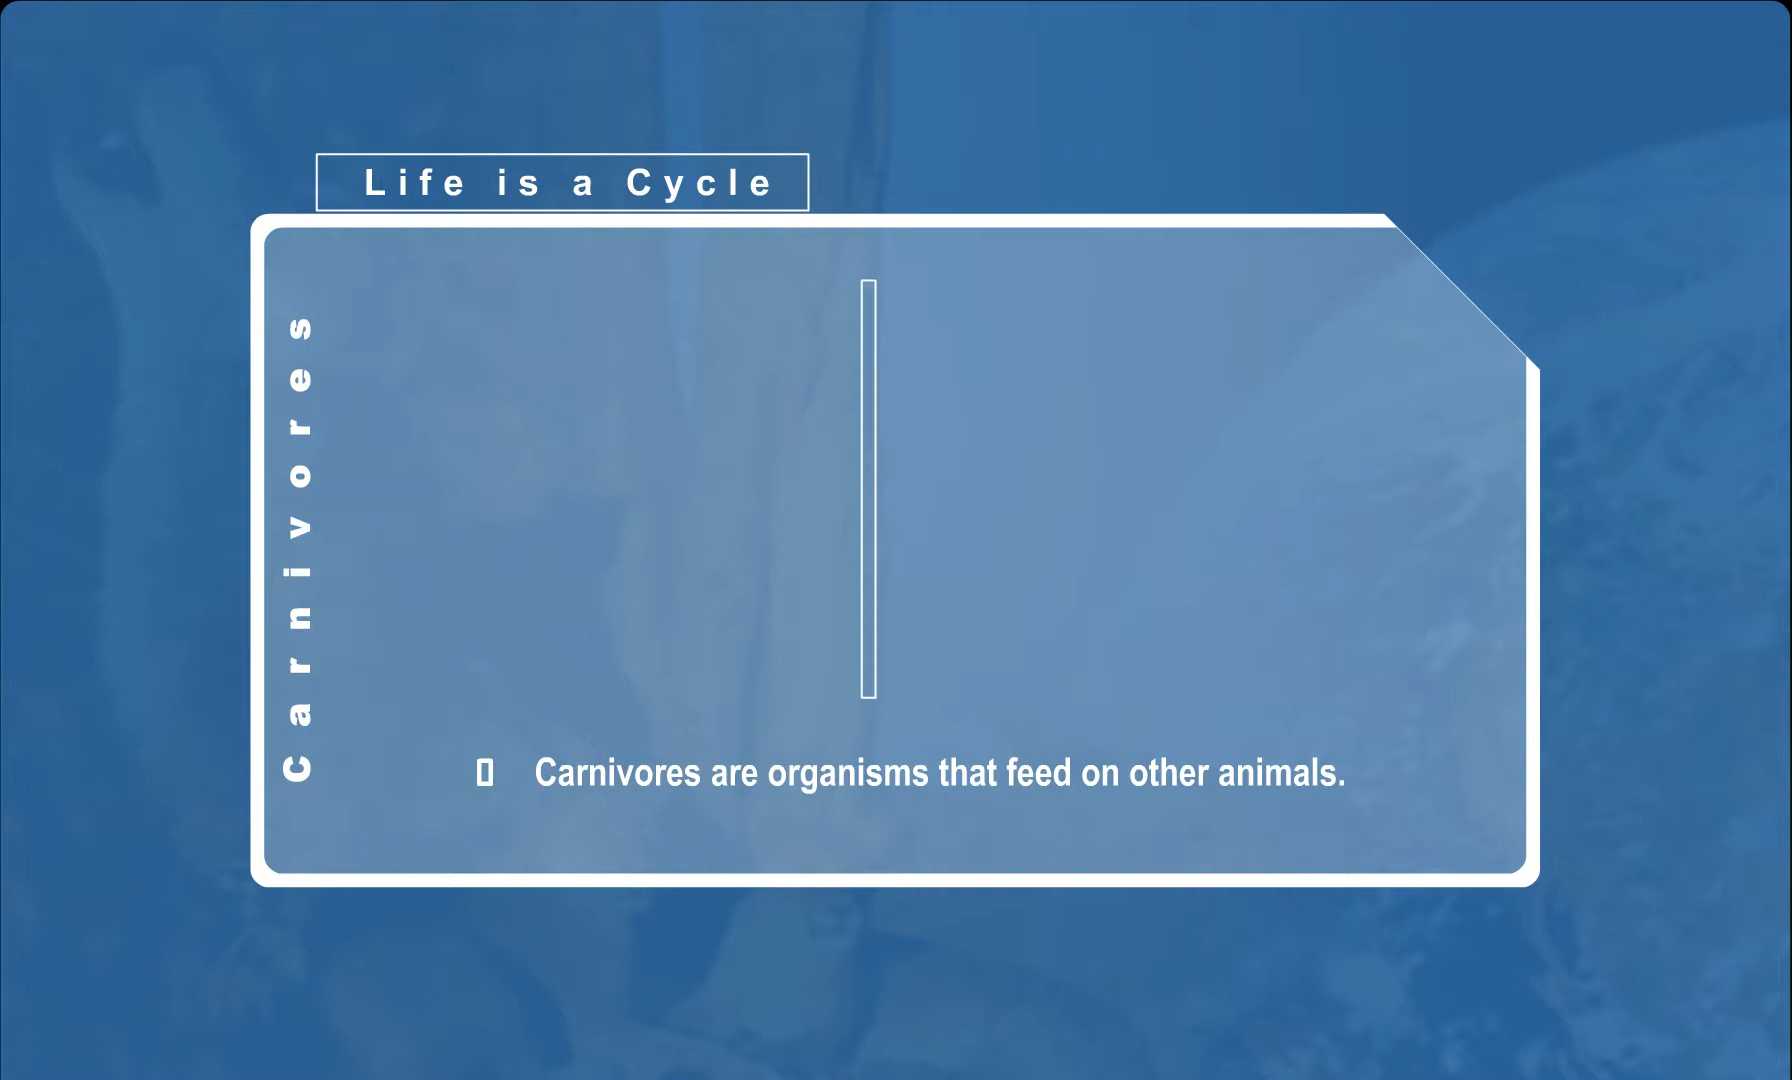 Life is a Cycle
Carnivores
Carnivores are organisms that feed on other animals.